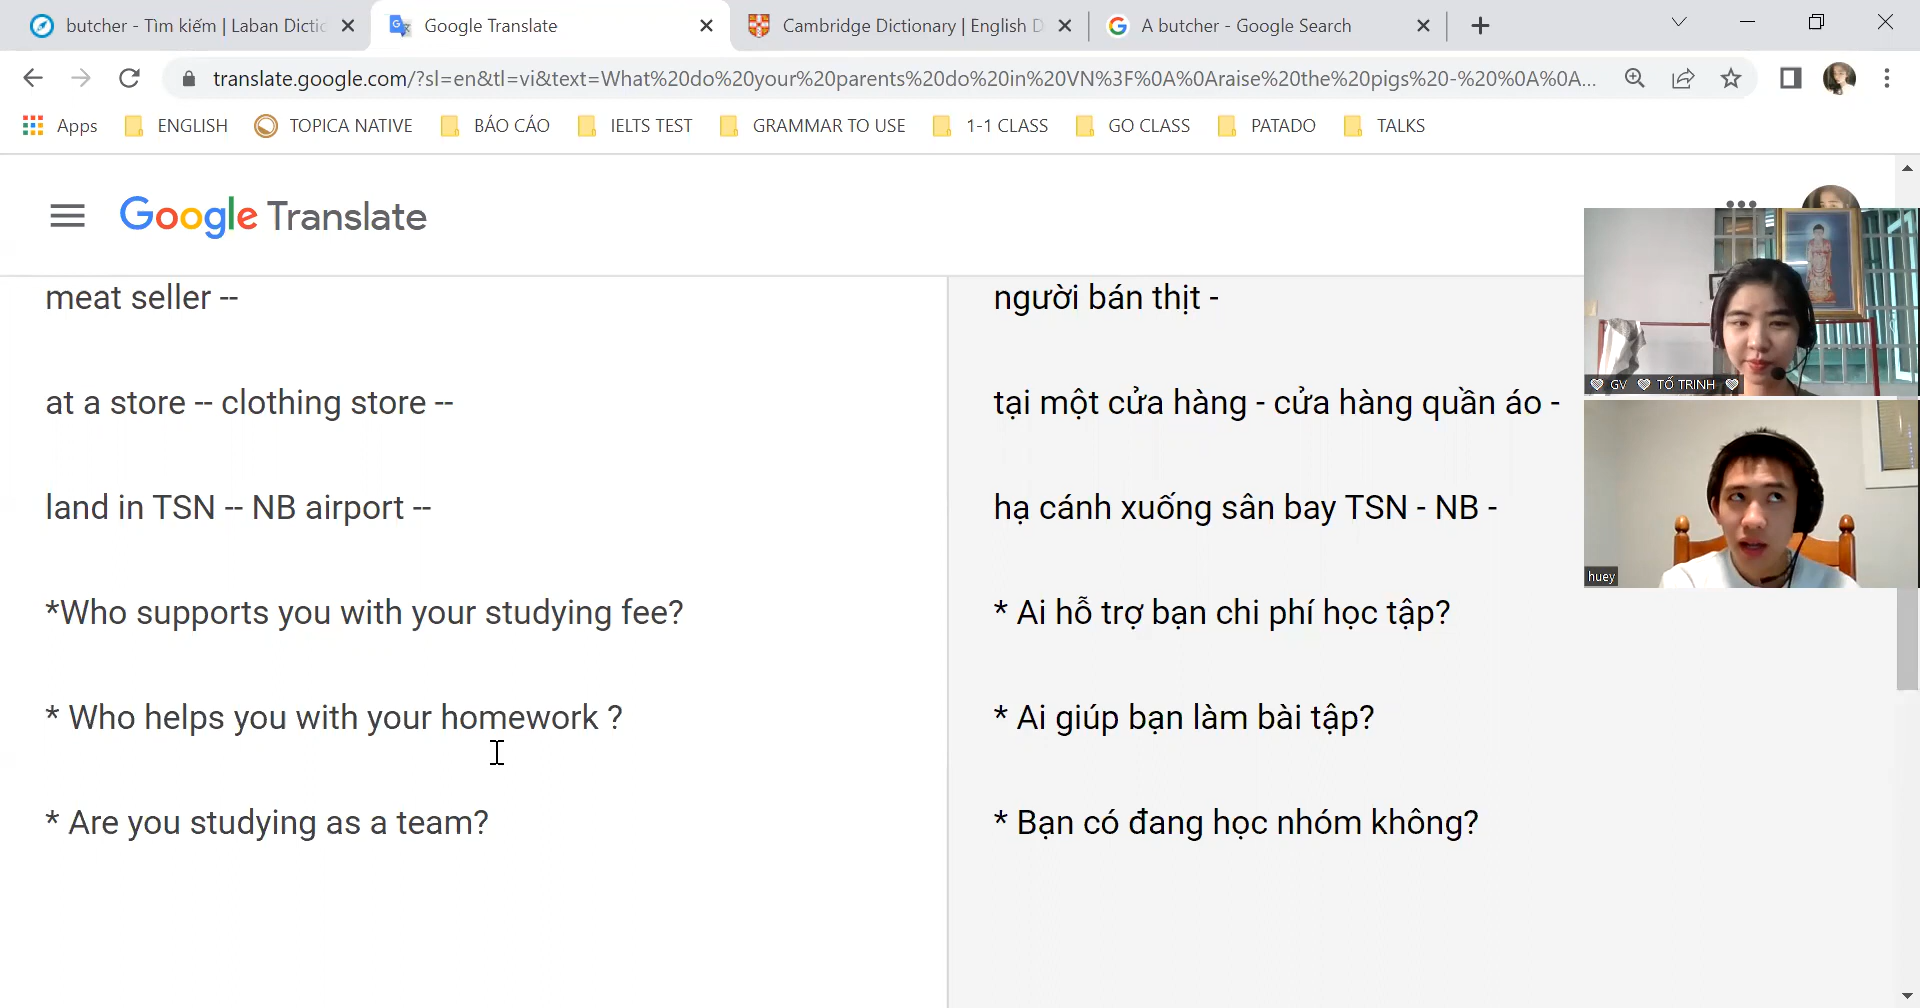 butcher - Tìm kiếm | Laban Dictio
Google Translate
Cambridge Dictionary | English D
A butcher - Google Search
translate.google.com/?sl=en&tl=vi&text=What%20do%20your%20parents%20do%20in%20VN%3F%0A%0Araise%20the%20pigs%20-%20%0A%0A...
Apps
ENGLISH
TOPICA NATIVE
BÁO CÁO
IELTS TEST
GRAMMAR TO USE
1-1 CLASS
GO CLASS
PATADO
TALKS
Google Translate
meat seller --
người bán thịt -
at a store -- clothing store --
tại một cửa hàng - cửa hàng quần áo -
land in TSN -- NB airport --
hạ cánh xuống sân bay TSN - NB -
*Who supports you with your studying fee?
* Ai hỗ trợ bạn chi phí học tập?
* Who helps you with your homework ?
* Ai giúp bạn làm bài tập?
* Are you studying as a team?
* Bạn có đang học nhóm không?
GV TỐ TRINH
huey